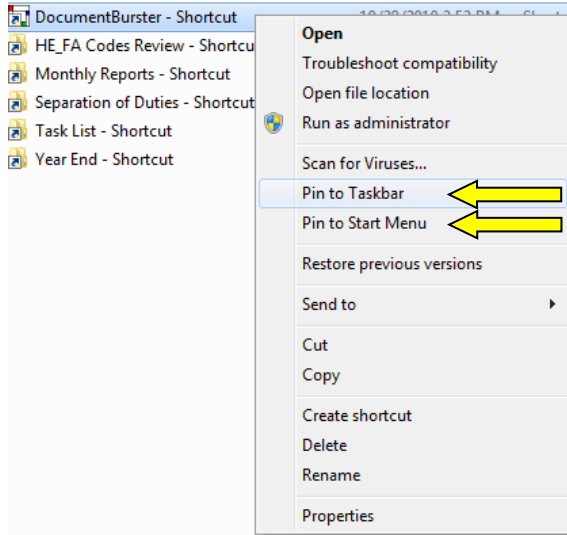 DocumentBurster - Shortcut
HE_FA Codes Review - Shortcu
Monthly Reports - Shortcut
Separation of Duties - Shortcut
Task List - Shortcut
Year End - Shortcut
Open
Troubleshoot compatibility
Open file location
Run as administrator
Scan for Viruses...
Pin to Taskbar
Pin to Start Menu
Restore previous versions
Send to
Cut
Copy
Create shortcut
Delete
Rename
Properties